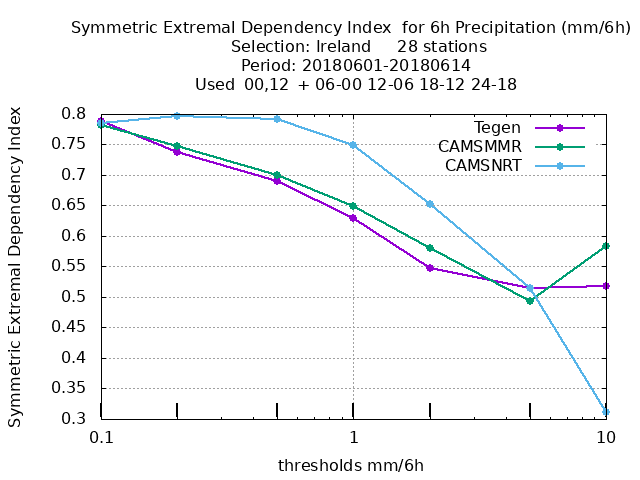 Symmetric Extremal Dependency Index  for 6h Precipitation (mm/6h)
Selection: Ireland     28 stations
Period: 20180601-20180614
Used  00,12  + 06-00 12-06 18-12 24-18
Symmetric Extremal Dependency Index
0.8
0.75
0.7
0.65
0.6
0.55
0.5
0.45
0.4
0.35
0.3
Tegen
CAMSMMR
CAMSNRT
0.1 1 10
thresholds mm/6h